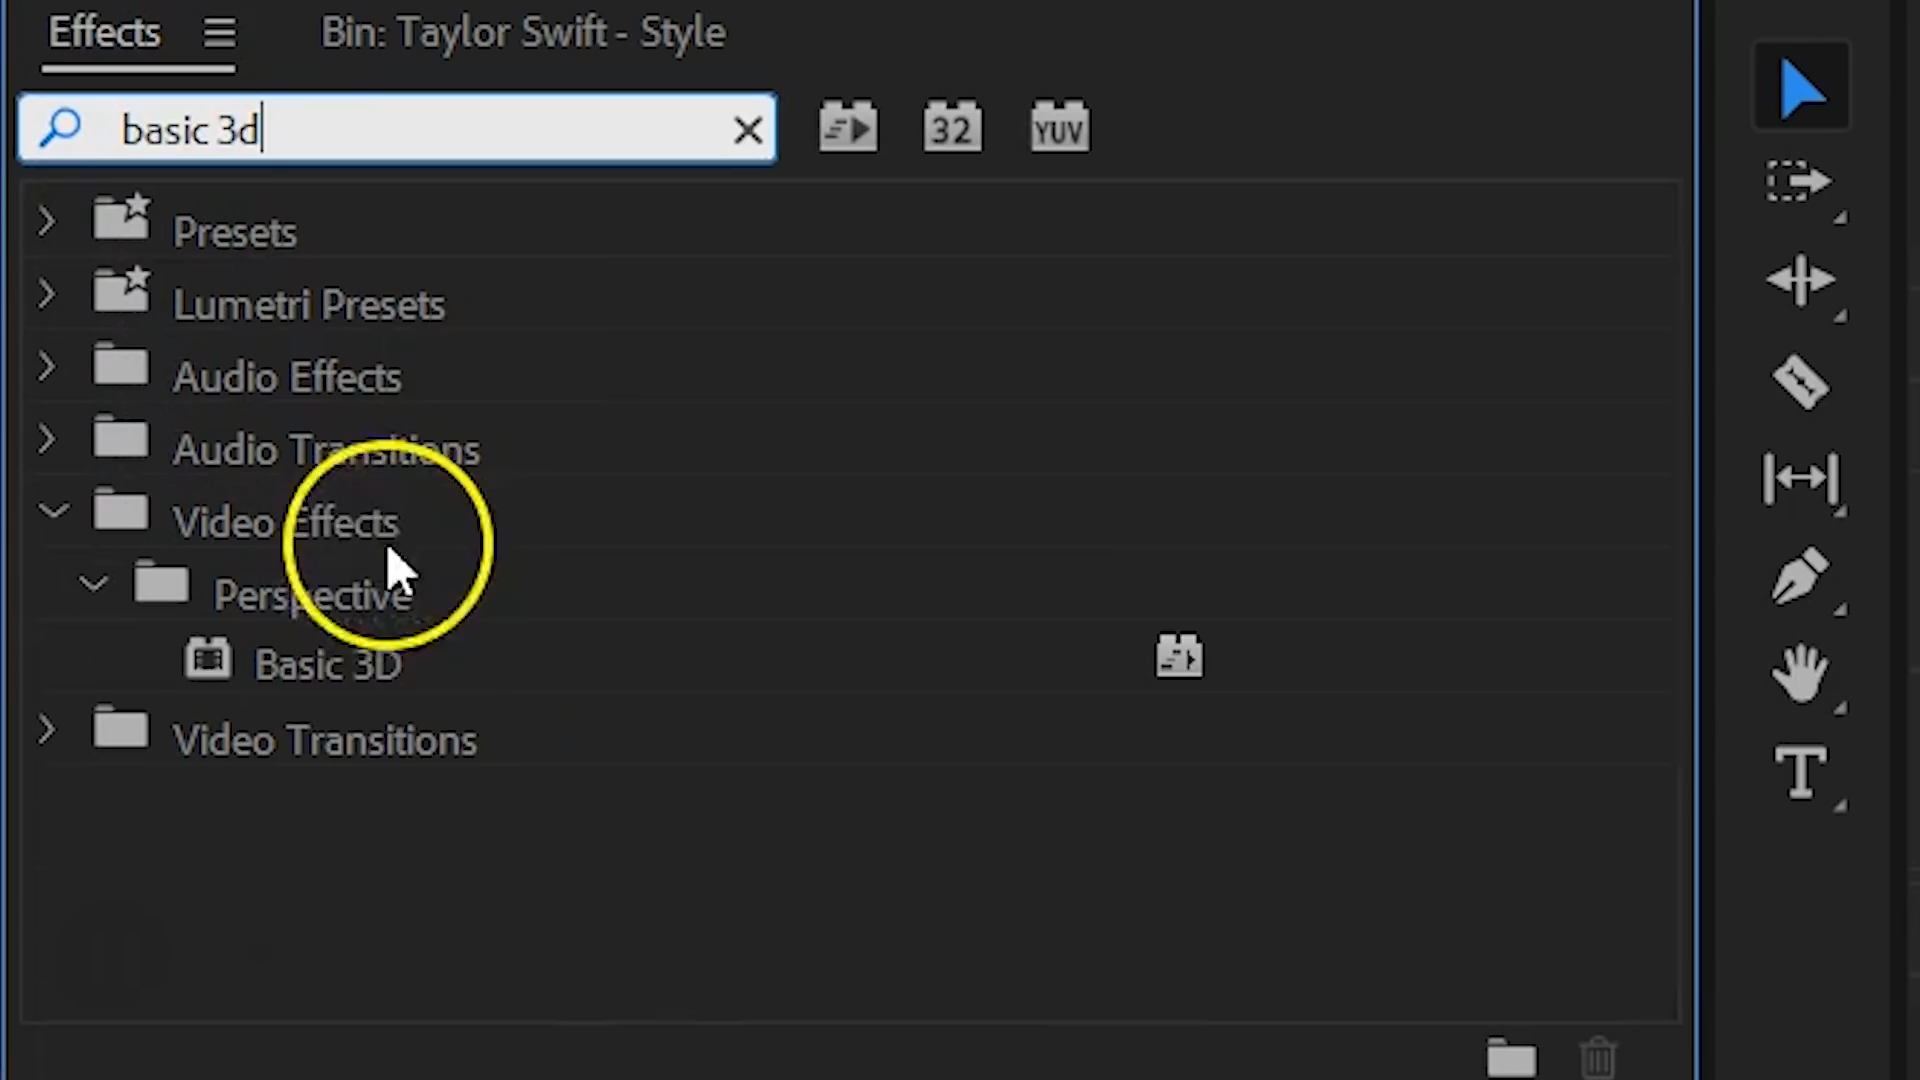 Effects
Bin: Taylor Swift - Style
basic 3d
32
YUV
Presets
Lumetri Presets
Audio Effects
Audio Transitions
Video Effects
Perspective
Basic 3D
Video Transitions